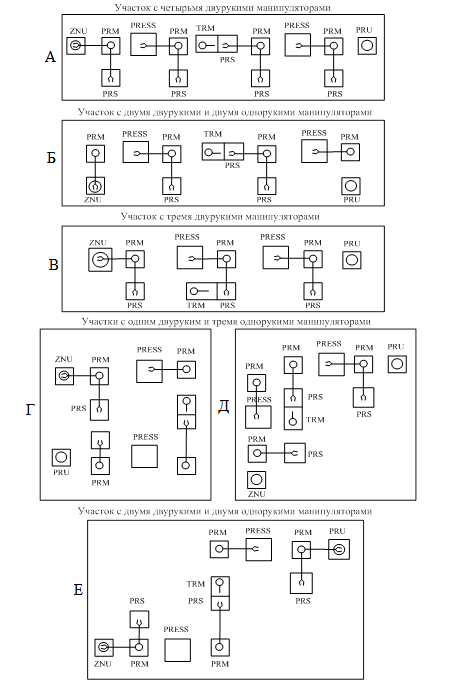 Участок с четырьмя двурукими манипуляторами
ZNU PRM PRESS PRM TRM PRM PRESS PRM PRU
А
PRS
PRS PRS PRS PRS
Участок с двумя двурукими и двумя однорукими манипуляторами
PRM PRESS PRM TRM PRM PRESS PRM
Б
PRS
ZNU PRS PRS PRU
Участок с тремя двурукими манипуляторами
ZNU PRM PRESS PRM PRESS PRM PRU
В
PRS TRM PRS PRS
Участки с одним двуруким и тремя однорукими манипуляторами
ZNU PRM PRESS PRM
PRS
Г
PRU PRM PRESS
PRM PRM PRESS PRM PRU
PRESS PRS
Д
TRM
PRM PRS
ZNU
Участок с двумя двурукими и двумя однорукими манипуляторами
PRM PRESS PRM PRU
Е
TRM
PRS PRS PRS
PRESS
ZNU PRM PRM